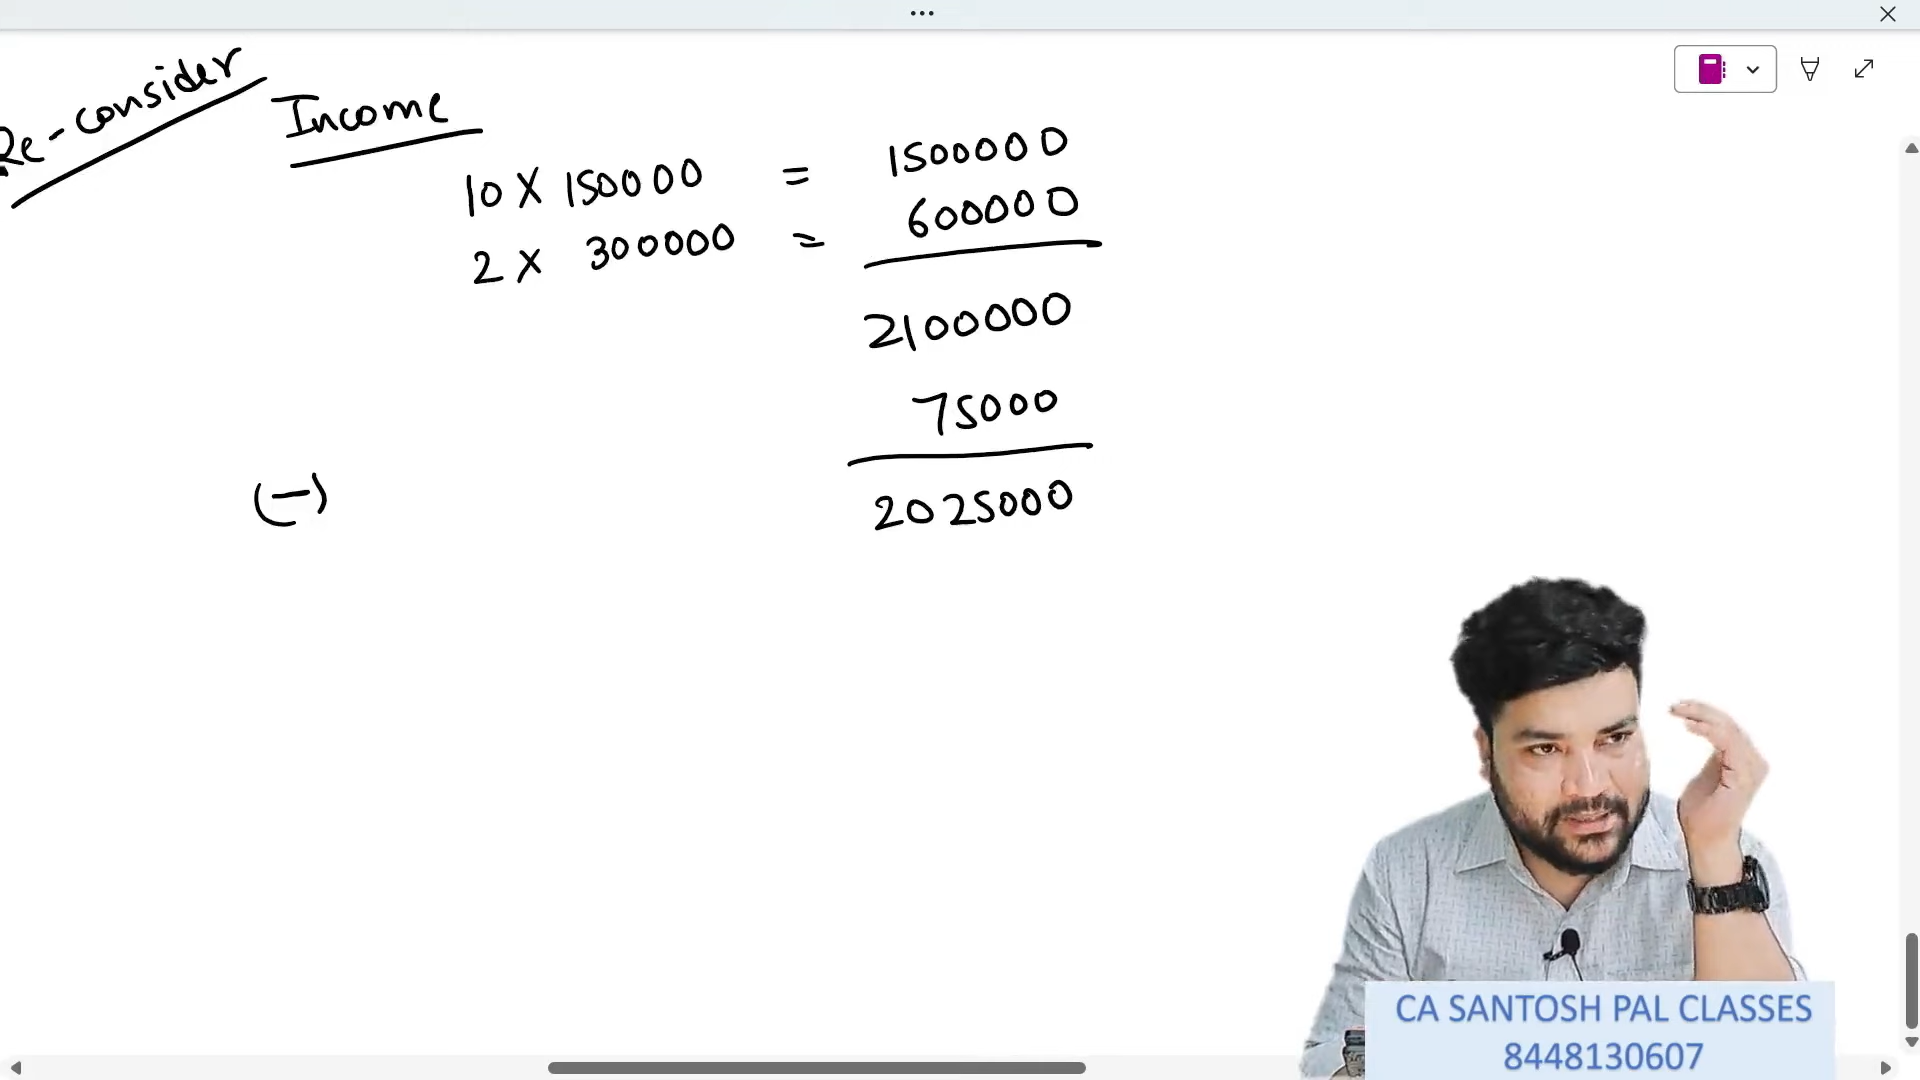 Re-consider
Income
10 X 150000 = 1500000
2 X 300000 = 600000
2100000
75000
(-)
2025000
CA SANTOSH PAL CLASSES
8448130607